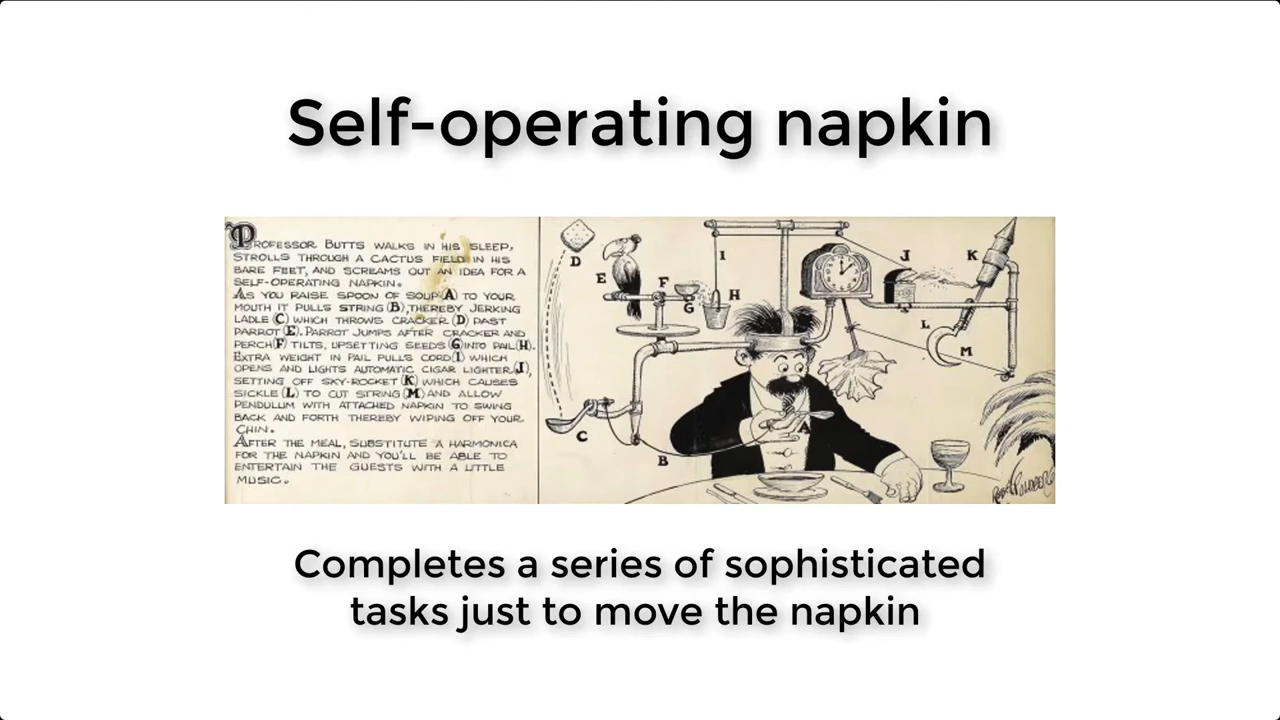 Self-operating napkin
PROFESSOR BUTTS WALKS IN HIS SLEEP,
STROLLS THROUGH A CACTUS FIELD IN HIS
BARE FEET, AND SCREAMS OUT AN IDEA FOR A
SELF-OPERATING NAPKIN.
AS YOU RAISE SPOON OF SOUP (A) TO YOUR
MOUTH IT PULLS STRING (B), THEREBY JERKING
LADLE (C) WHICH THROWS CRACKER (D) PAST
PARROT (E). PARROT JUMPS AFTER CRACKER AND
PERCH (F) TILTS, UPSETTING SEEDS (G) INTO PAIL (H).
EXTRA WEIGHT IN PAIL PULLS CORD (I) WHICH
OPENS AND LIGHTS AUTOMATIC CIGAR LIGHTER (J),
SETTING OFF SKY-ROCKET (K) WHICH CAUSES
SICKLE (L) TO CUT STRING (M) AND ALLOW
PENDULUM WITH ATTACHED NAPKIN TO SWING
BACK AND FORTH THEREBY WIPING OFF YOUR
CHIN.
AFTER THE MEAL, SUBSTITUTE A HARMONICA
FOR THE NAPKIN AND YOU'LL BE ABLE TO
ENTERTAIN THE GUESTS WITH A LITTLE
MUSIC.
D
E
F
G
H
I
J
K
L
M
A
C
B
Completes a series of sophisticated
tasks just to move the napkin